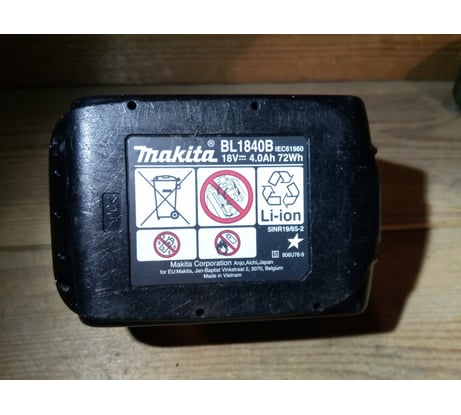 makita® BL1840B IEC61960
18V⎓ 4.0Ah 72Wh
Li-ion
5INR19/65-2
Makita Corporation Anjo,Aichi,Japan
for EU:Makita, Jan-Baptist Vinkstraat 2, 3070, Belgium
Made in Vietnam
806U76-9